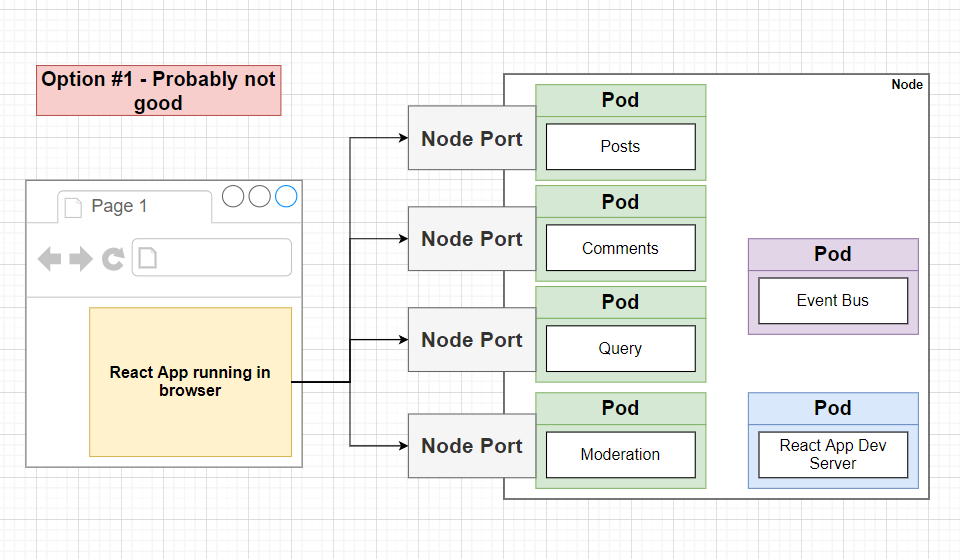 Option #1 - Probably not
good
Page 1
React App running in
browser
Node
Node Port
Pod
Posts
Node Port
Pod
Comments
Node Port
Pod
Query
Node Port
Pod
Moderation
Pod
Event Bus
Pod
React App Dev
Server